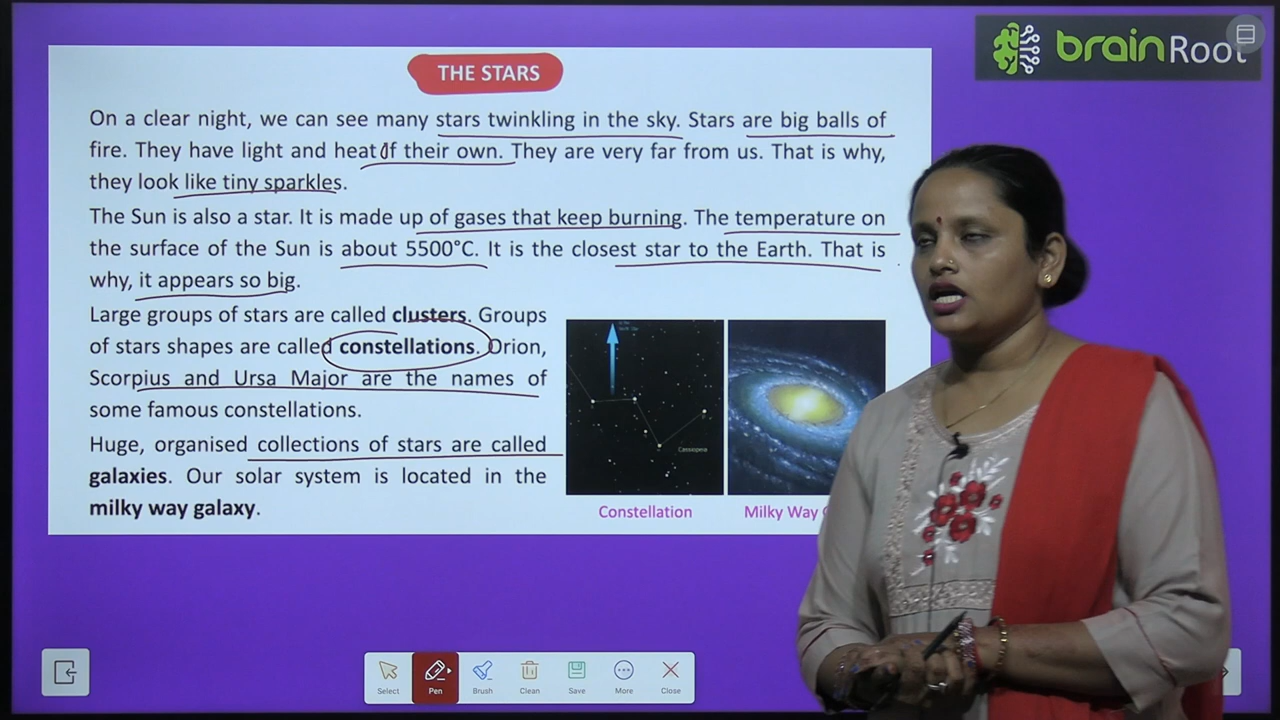 brainRoot
THE STARS
On a clear night, we can see many stars twinkling in the sky. Stars are big balls of
fire. They have light and heat of their own. They are very far from us. That is why,
they look like tiny sparkles.
The Sun is also a star. It is made up of gases that keep burning. The temperature on
the surface of the Sun is about 5500°C. It is the closest star to the Earth. That is
why, it appears so big.
Large groups of stars are called clusters. Groups
of stars shapes are called constellations. Orion,
Scorpius and Ursa Major are the names of
some famous constellations.
Huge, organised collections of stars are called
galaxies. Our solar system is located in the
milky way galaxy.
Cassiopea
Constellation
Milky Way
Select
Pen
Brush
Clean
Save
More
Close